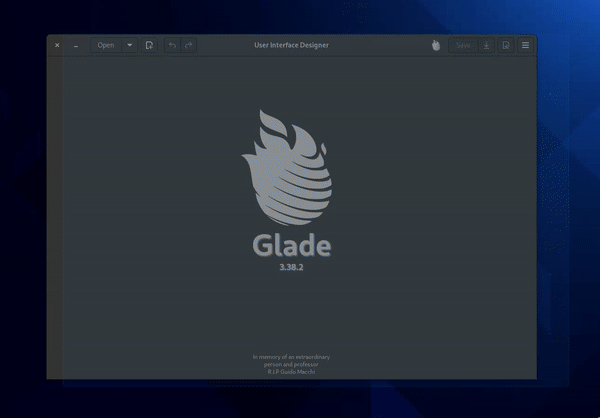 Open
User Interface Designer
Save
Glade
3.38.2
In memory of an extraordinary
person and professor
R.I.P Guido Marchi